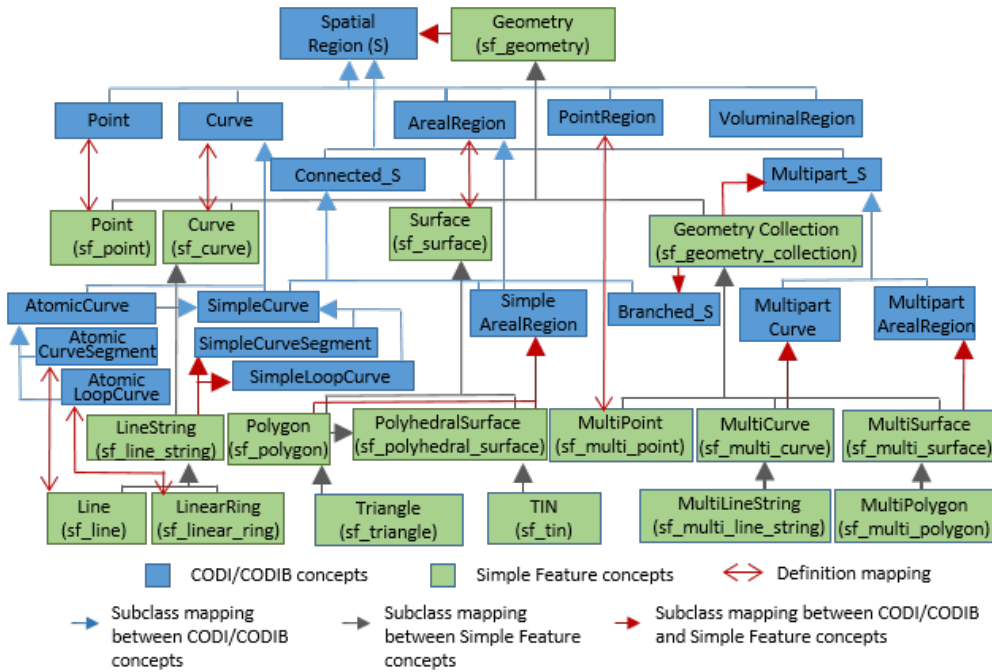 Spatial
Region (S)
Geometry
(sf_geometry)
Point
Curve
ArealRegion
PointRegion
VoluminalRegion
Connected_S
Multipart_S
Point
(sf_point)
Curve
(sf_curve)
Surface
(sf_surface)
Geometry Collection
(sf_geometry_collection)
AtomicCurve
SimpleCurve
Simple
ArealRegion
Branched_S
Multipart
Curve
Multipart
ArealRegion
Atomic
CurveSegment
SimpleCurveSegment
Atomic
LoopCurve
SimpleLoopCurve
LineString
(sf_line_string)
Polygon
(sf_polygon)
PolyhedralSurface
(sf_polyhedral_surface)
MultiPoint
(sf_multi_point)
MultiCurve
(sf_multi_curve)
MultiSurface
(sf_multi_surface)
Line
(sf_line)
LinearRing
(sf_linear_ring)
Triangle
(sf_triangle)
TIN
(sf_tin)
MultiLineString
(sf_multi_line_string)
MultiPolygon
(sf_multi_polygon)
CODI/CODIB concepts
Simple Feature concepts
Definition mapping
Subclass mapping
between CODI/CODIB
concepts
Subclass mapping
between Simple Feature
concepts
Subclass mapping between CODI/CODIB
and Simple Feature concepts